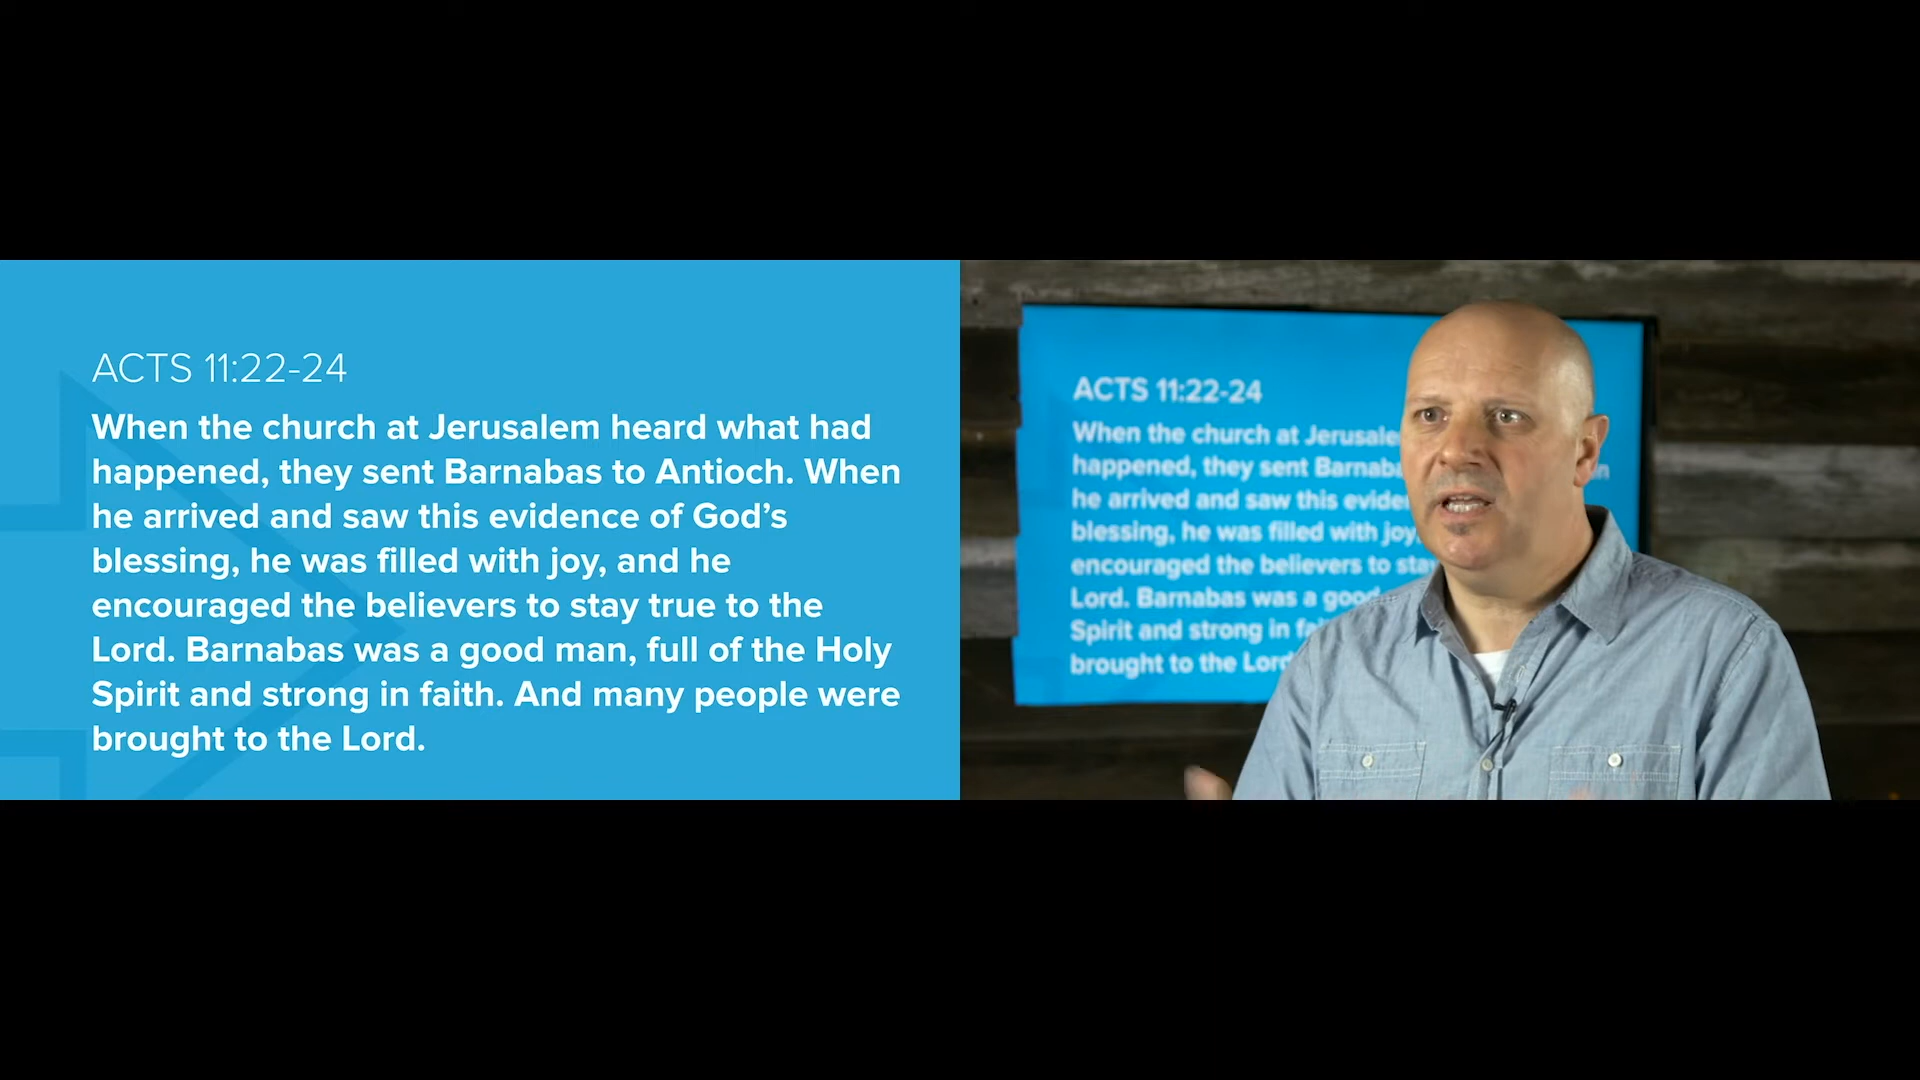 ACTS 11:22-24
When the church at Jerusalem heard what had
happened, they sent Barnabas to Antioch. When
he arrived and saw this evidence of God’s
blessing, he was filled with joy, and he
encouraged the believers to stay true to the
Lord. Barnabas was a good man, full of the Holy
Spirit and strong in faith. And many people were
brought to the Lord.
ACTS 11:22-24
When the church at
happened, they sent
he arrived and saw this
blessing, he was filled with joy,
encouraged the believers to
Lord. Barnabas was a good
Spirit and strong in
brought to the Lord